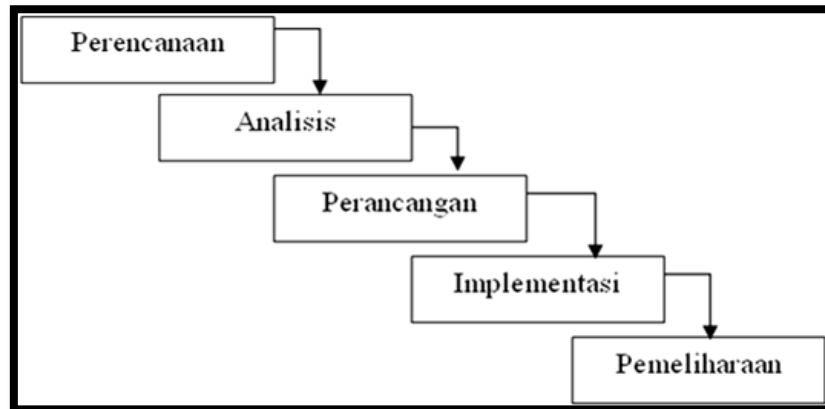 Perencanaan
Analisis
Perancangan
Implementasi
Pemeliharaan